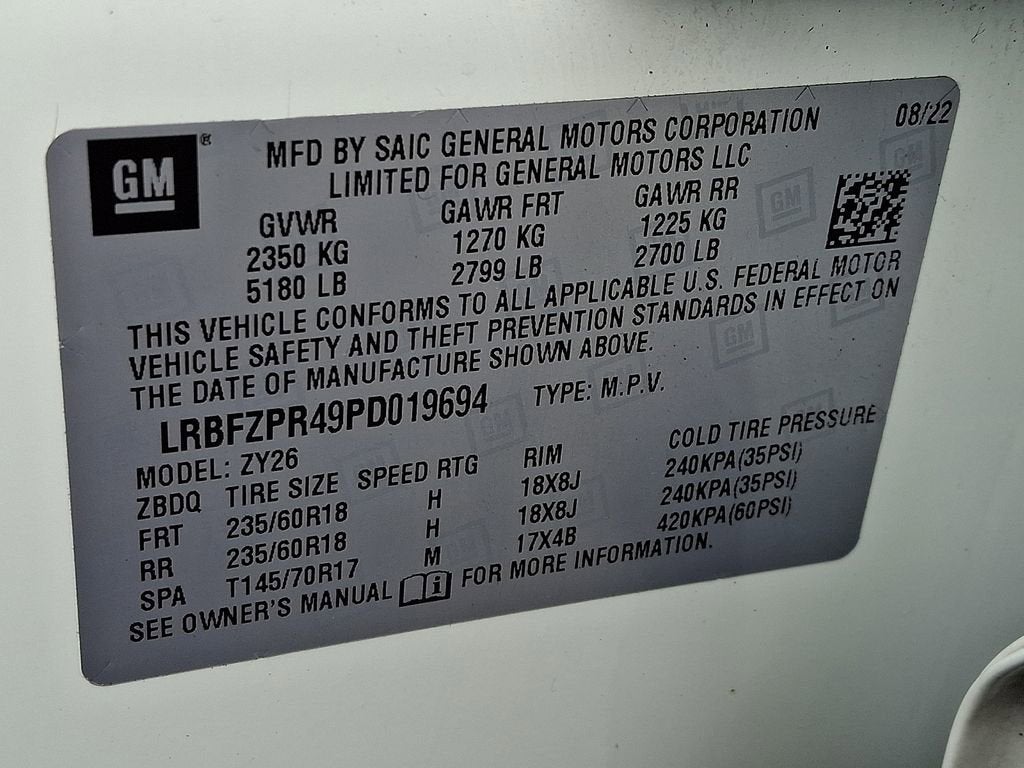 GM ®
08/22
MFD BY SAIC GENERAL MOTORS CORPORATION
LIMITED FOR GENERAL MOTORS LLC
GVWR GAWR FRT GAWR RR
2350 KG 1270 KG 1225 KG
5180 LB 2799 LB 2700 LB
THIS VEHICLE CONFORMS TO ALL APPLICABLE U.S. FEDERAL MOTOR
VEHICLE SAFETY AND THEFT PREVENTION STANDARDS IN EFFECT ON
THE DATE OF MANUFACTURE SHOWN ABOVE.
LRBFZPR49PD019694 TYPE: M.P.V.
MODEL: ZY26
ZBDQ TIRE SIZE SPEED RTG RIM COLD TIRE PRESSURE
FRT 235/60R18 H 18X8J 240KPA(35PSI)
RR 235/60R18 H 18X8J 240KPA(35PSI)
SPA T145/70R17 M 17X4B 420KPA(60PSI)
SEE OWNER'S MANUAL i FOR MORE INFORMATION.